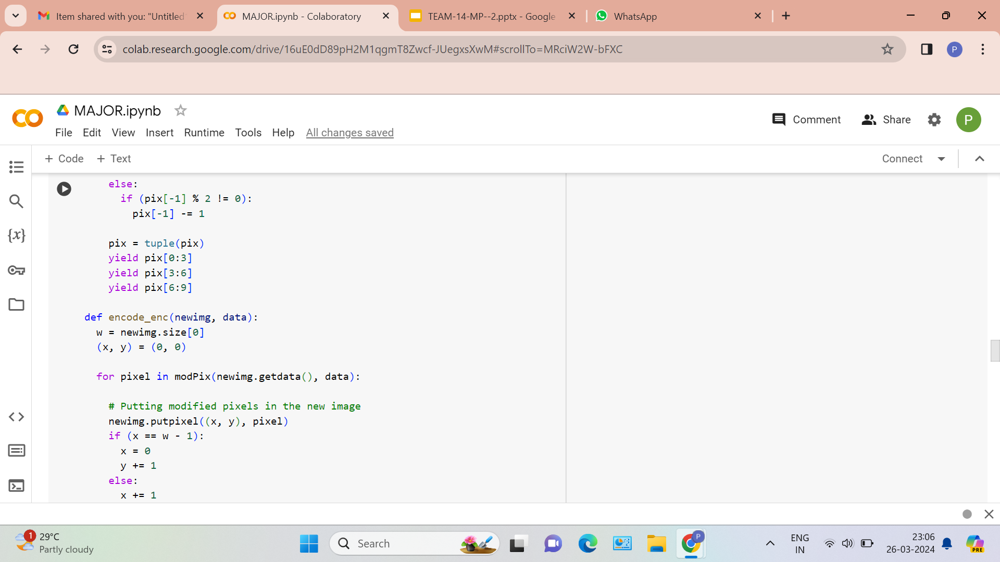 Item shared with you: "Untitled
MAJOR.ipynb - Colaboratory
TEAM-14-MP--2.pptx - Google
WhatsApp
colab.research.google.com/drive/16uE0dD89pH2M1qgmT8Zwcf-JUegxsXwM#scrollTo=MRciW2W-bFXC
P
MAJOR.ipynb
Comment
Share
P
File Edit View Insert Runtime Tools Help All changes saved
+ Code + Text
Connect
else:
if (pix[-1] % 2 != 0):
pix[-1] -= 1
pix = tuple(pix)
yield pix[0:3]
yield pix[3:6]
yield pix[6:9]
def encode_enc(newimg, data):
w = newimg.size[0]
(x, y) = (0, 0)
for pixel in modPix(newimg.getdata(), data):
# Putting modified pixels in the new image
newimg.putpixel((x, y), pixel)
if (x == w - 1):
x = 0
y += 1
else:
x += 1
{x}
1
29°C
Partly cloudy
Search
P
ENG
IN
23:06
26-03-2024
PRE